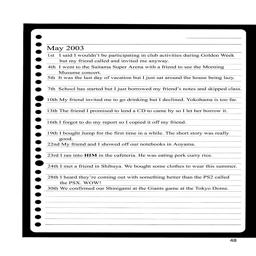 May 2003
1st I said I wouldn't be participating in club activities during Golden Week
but my friend called and invited me anyway.
4th I went to the Saitama Super Arena with a friend to see the Morning
Musume concert.
5th It was the last day of vacation but I just sat around the house being lazy.
7th School has started but I just borrowed my friend's notes and skipped class.
10th My friend invited me to go drinking but I declined. Yokohama is too far.
13th The friend I promised to lend a CD to came by so I let her borrow it.
16th I forgot to do my report so I copied it off my friend.
19th I bought Jump for the first time in a while. The short story was really
good.
22nd My friend and I showed off our notebooks in Aoyama.
23rd I ran into HIM in the cafeteria. He was eating pork curry rice.
24th I met a friend in Shibuya. We bought some clothes to wear this summer.
28th I heard they're coming out with something better than the PS2 called
the PSX. WOW!
30th We confirmed our Shinigami at the Giants game at the Tokyo Dome.
48